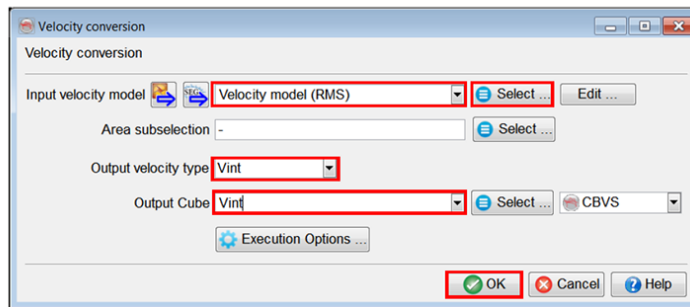 Velocity conversion
Velocity conversion
Input velocity model SEG Velocity model (RMS) Select ... Edit ...
Area subselection - Select ...
Output velocity type Vint
Output Cube Vint Select ... CBVS
Execution Options ...
OK Cancel Help